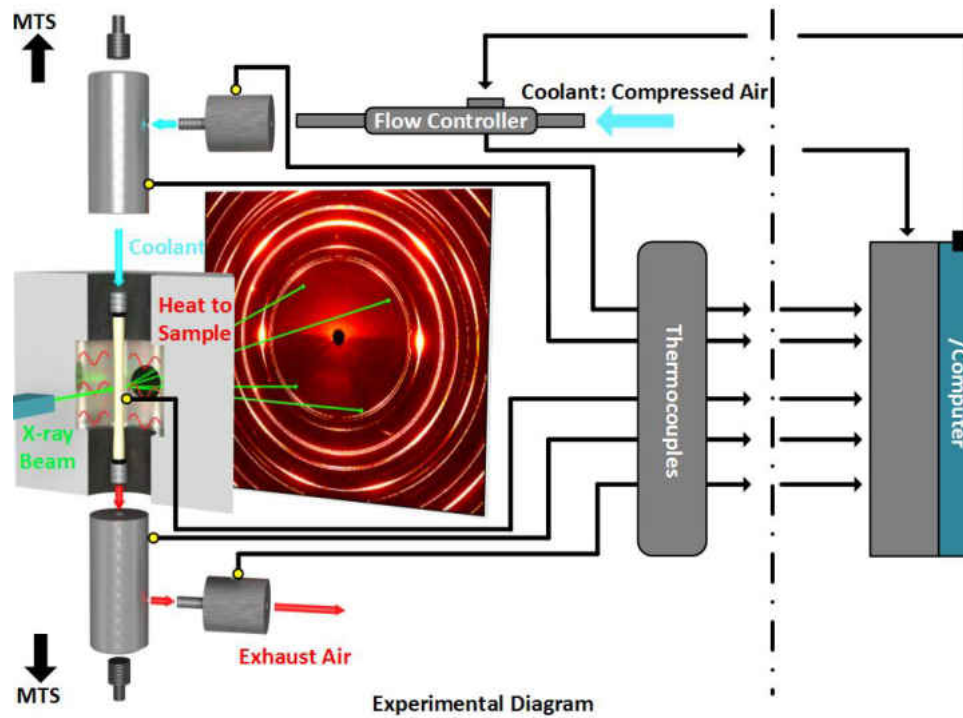 MTS
Coolant: Compressed Air
Flow Controller
Coolant
Heat to
Sample
X-ray
Beam
Thermocouples
/Computer
Exhaust Air
MTS
Experimental Diagram